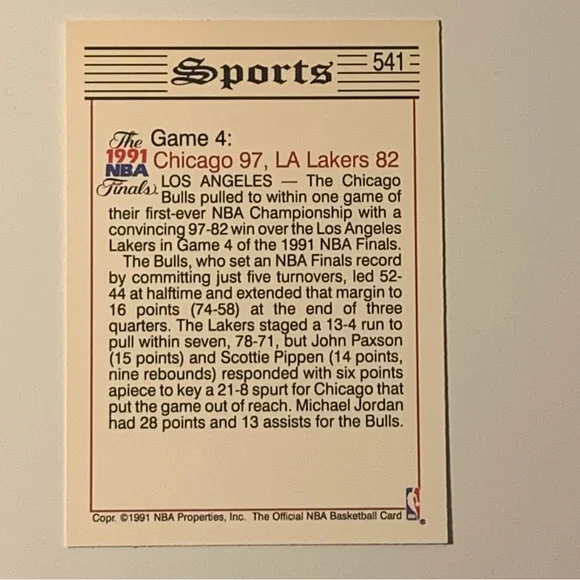 Sports
541
The
1991
NBA
Finals
Game 4:
Chicago 97, LA Lakers 82
LOS ANGELES — The Chicago
Bulls pulled to within one game of
their first-ever NBA Championship with a
convincing 97-82 win over the Los Angeles
Lakers in Game 4 of the 1991 NBA Finals.
The Bulls, who set an NBA Finals record
by committing just five turnovers, led 52-
44 at halftime and extended that margin to
16 points (74-58) at the end of three
quarters. The Lakers staged a 13-4 run to
pull within seven, 78-71, but John Paxson
(15 points) and Scottie Pippen (14 points,
nine rebounds) responded with six points
apiece to key a 21-8 spurt for Chicago that
put the game out of reach. Michael Jordan
had 28 points and 13 assists for the Bulls.
Copr. ©1991 NBA Properties, Inc. The Official NBA Basketball Card
NBA
®